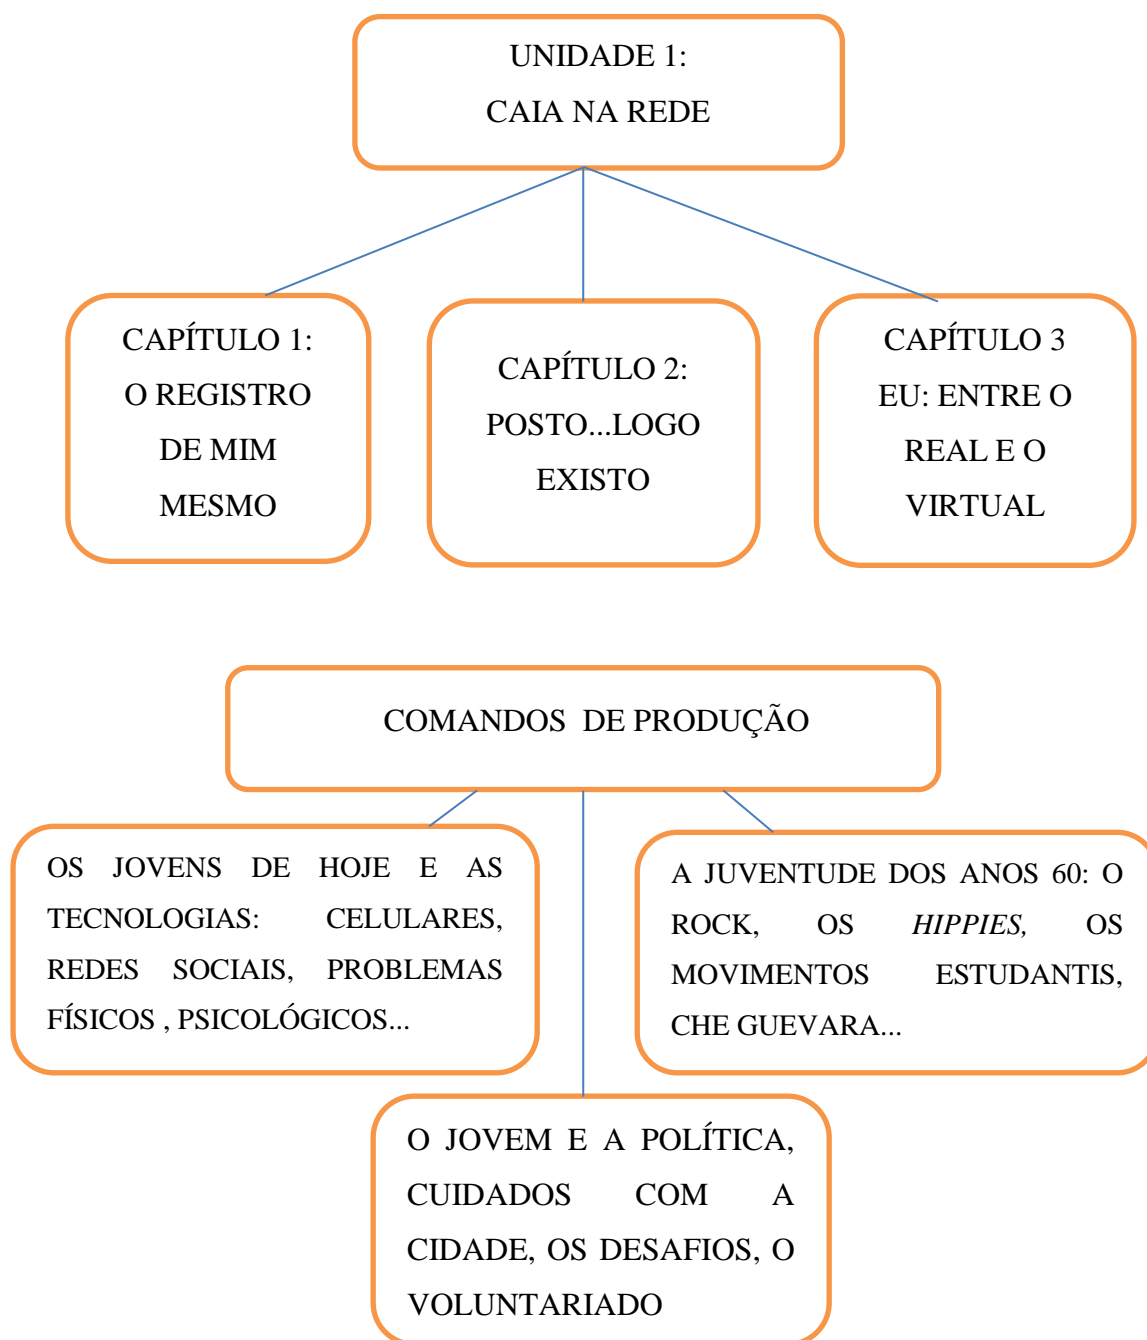 UNIDADE 1:
CAIA NA REDE
CAPÍTULO 1:
O REGISTRO
DE MIM
MESMO
CAPÍTULO 2:
POSTO...LOGO
EXISTO
CAPÍTULO 3
EU: ENTRE O
REAL E O
VIRTUAL
COMANDOS DE PRODUÇÃO
OS JOVENS DE HOJE E AS
TECNOLOGIAS: CELULARES,
REDES SOCIAIS, PROBLEMAS
FÍSICOS , PSICOLÓGICOS...
A JUVENTUDE DOS ANOS 60: O
ROCK, OS HIPPIES, OS
MOVIMENTOS ESTUDANTIS,
CHE GUEVARA...
O JOVEM E A POLÍTICA,
CUIDADOS COM A
CIDADE, OS DESAFIOS, O
VOLUNTARIADO